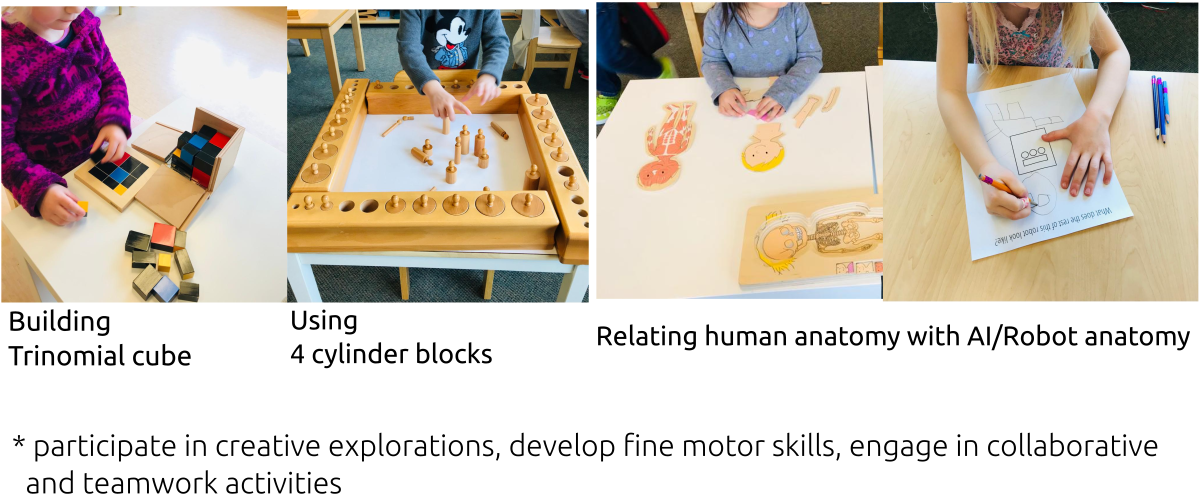 What does the rest of this robot look like?
Building
Trinomial cube
Using
4 cylinder blocks
Relating human anatomy with AI/Robot anatomy
* participate in creative explorations, develop fine motor skills, engage in collaborative
and teamwork activities